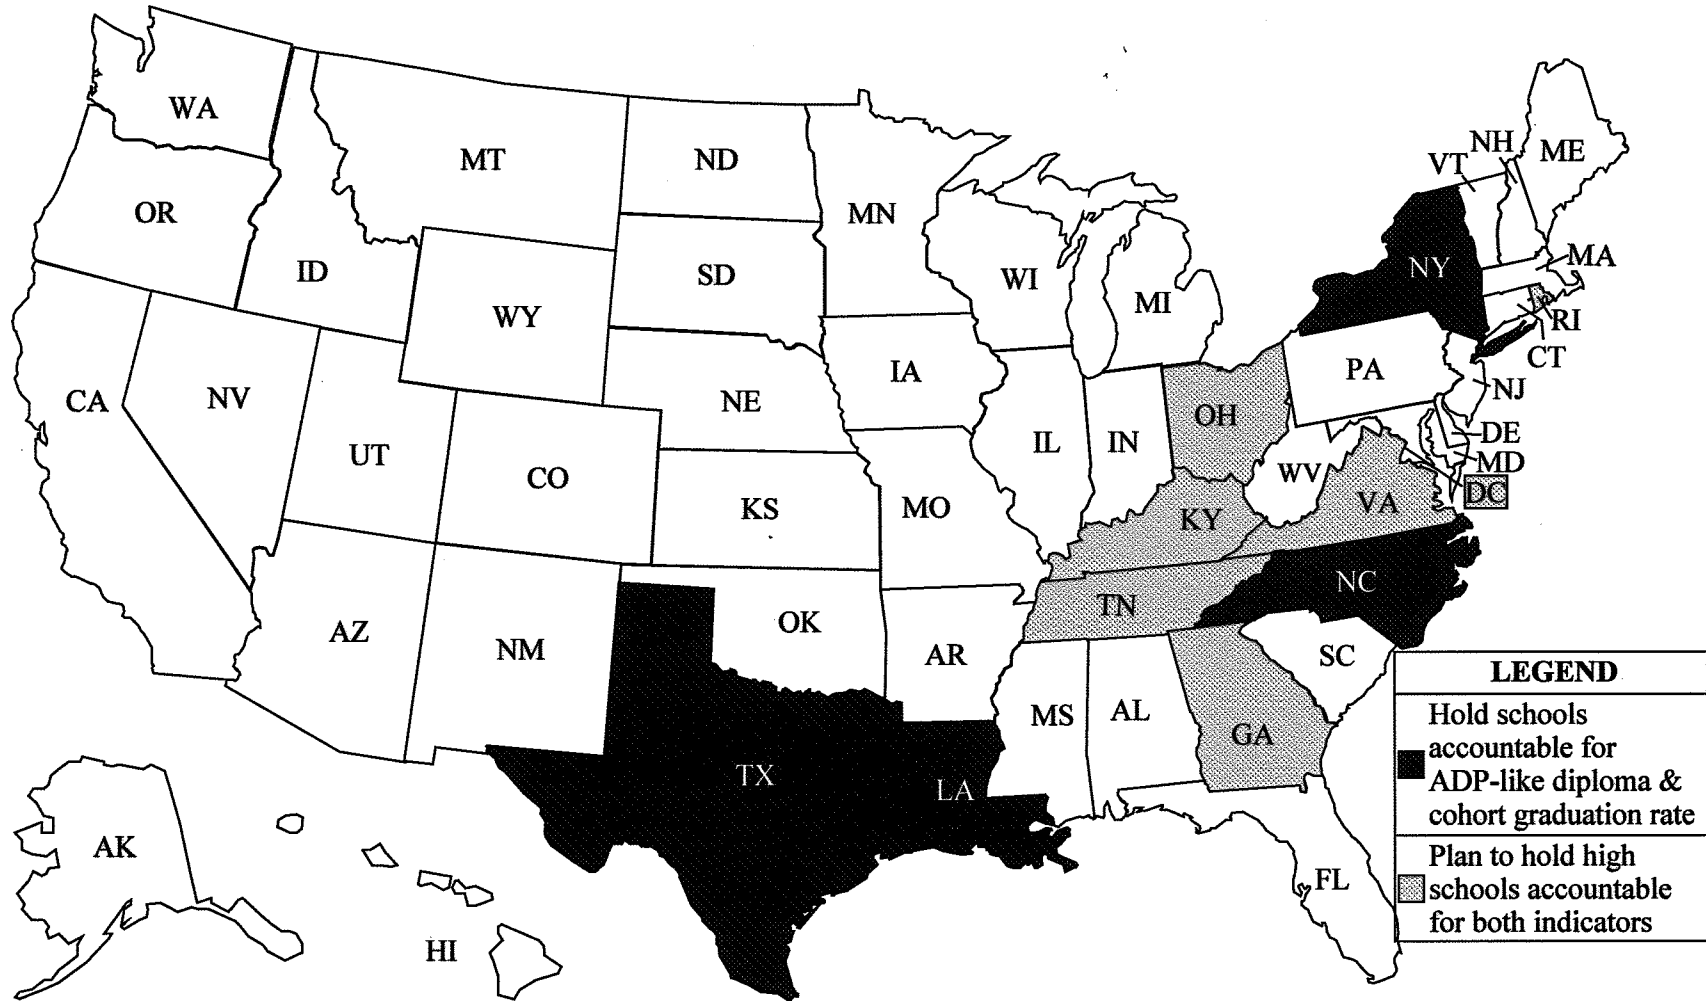 WA
MT
ND
MN
OR
ID
SD
WI
MI
VT
NH
ME
NY
MA
RI
CT
WY
IA
NE
PA
NJ
CA
NV
UT
CO
IL
IN
OH
WV
DE
MD
DC
KS
MO
KY
VA
AZ
NM
OK
AR
TN
NC
SC
MS
AL
GA
TX
LA
FL
AK
HI
LEGEND
Hold schools
accountable for
ADP-like diploma &
cohort graduation rate
Plan to hold high
schools accountable
for both indicators